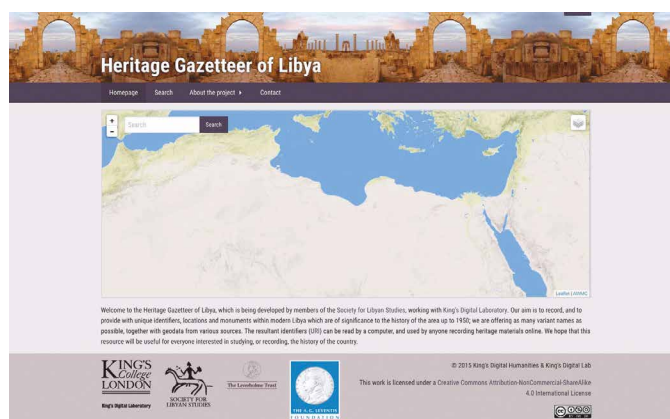 Heritage Gazetteer of Libya
Homepage Search About the project Contact
+
-
Search Search
Leaflet | AWMC
Welcome to the Heritage Gazetteer of Libya, which is being developed by members of the Society for Libyan Studies, working with King's Digital Laboratory. Our aim is to record, and to
provide with unique identifiers, locations and monuments within modern Libya which are of significance to the history of the area up to 1950; we are offering as many variant names as
possible, together with geodata from various sources. The resultant identifiers (URI) can be read by a computer, and used by anyone recording heritage materials online. We hope that this
resource will be useful for everyone interested in studying, or recording, the history of the country.
KING'S
College
LONDON
King's Digital Laboratory
SOCIETY FOR
LIBYAN STUDIES
The Leverhulme Trust
THE A. G. LEVENTIS
FOUNDATION
© 2015 King's Digital Humanities & King's Digital Lab
This work is licensed under a Creative Commons Attribution-NonCommercial-ShareAlike
4.0 International License